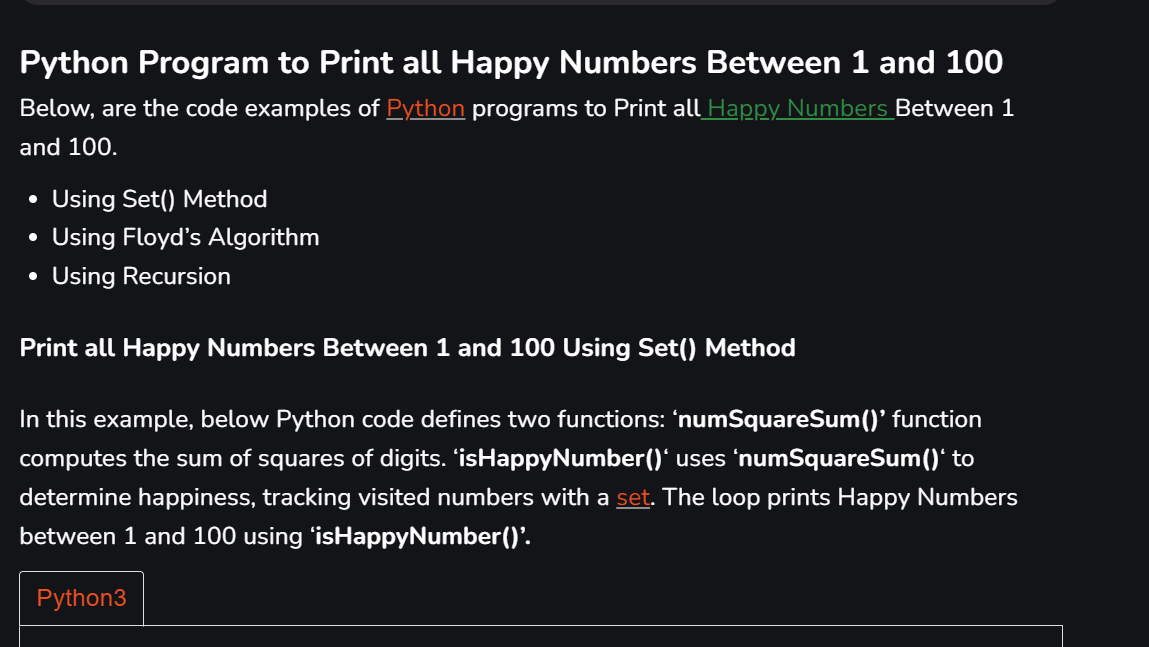 Python Program to Print all Happy Numbers Between 1 and 100
Below, are the code examples of Python programs to Print all Happy Numbers Between 1
and 100.
• Using Set() Method
• Using Floyd’s Algorithm
• Using Recursion
Print all Happy Numbers Between 1 and 100 Using Set() Method
In this example, below Python code defines two functions: ‘numSquareSum()’ function
computes the sum of squares of digits. ‘isHappyNumber()‘ uses ‘numSquareSum()‘ to
determine happiness, tracking visited numbers with a set. The loop prints Happy Numbers
between 1 and 100 using ‘isHappyNumber()’.
Python3